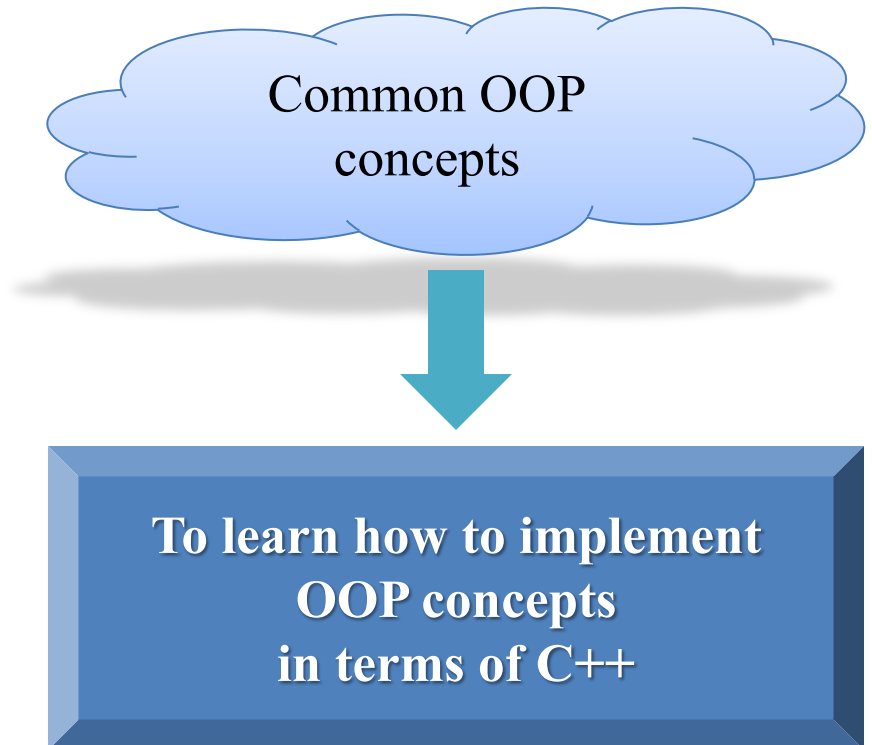 Common OOP
concepts
To learn how to implement
OOP concepts
in terms of C++